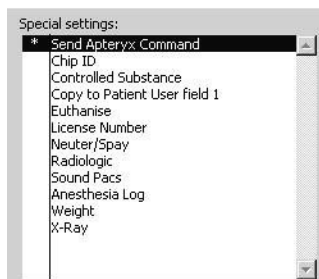 Special settings:
* Send Apteryx Command
Chip ID
Controlled Substance
Copy to Patient User field 1
Euthanise
License Number
Neuter/Spay
Radiologic
Sound Pacs
Anesthesia Log
Weight
X-Ray